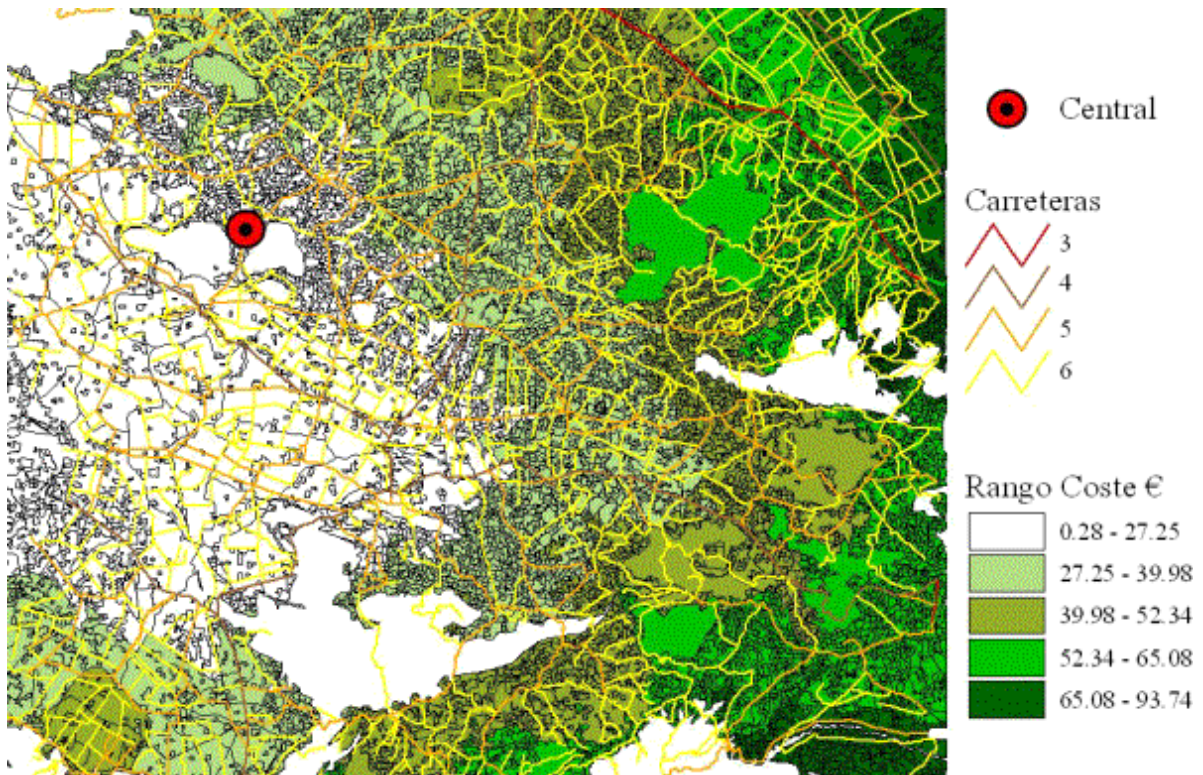 Central
Carreteras
3
4
5
6
Rango Coste €
0.28 - 27.25
27.25 - 39.98
39.98 - 52.34
52.34 - 65.08
65.08 - 93.74